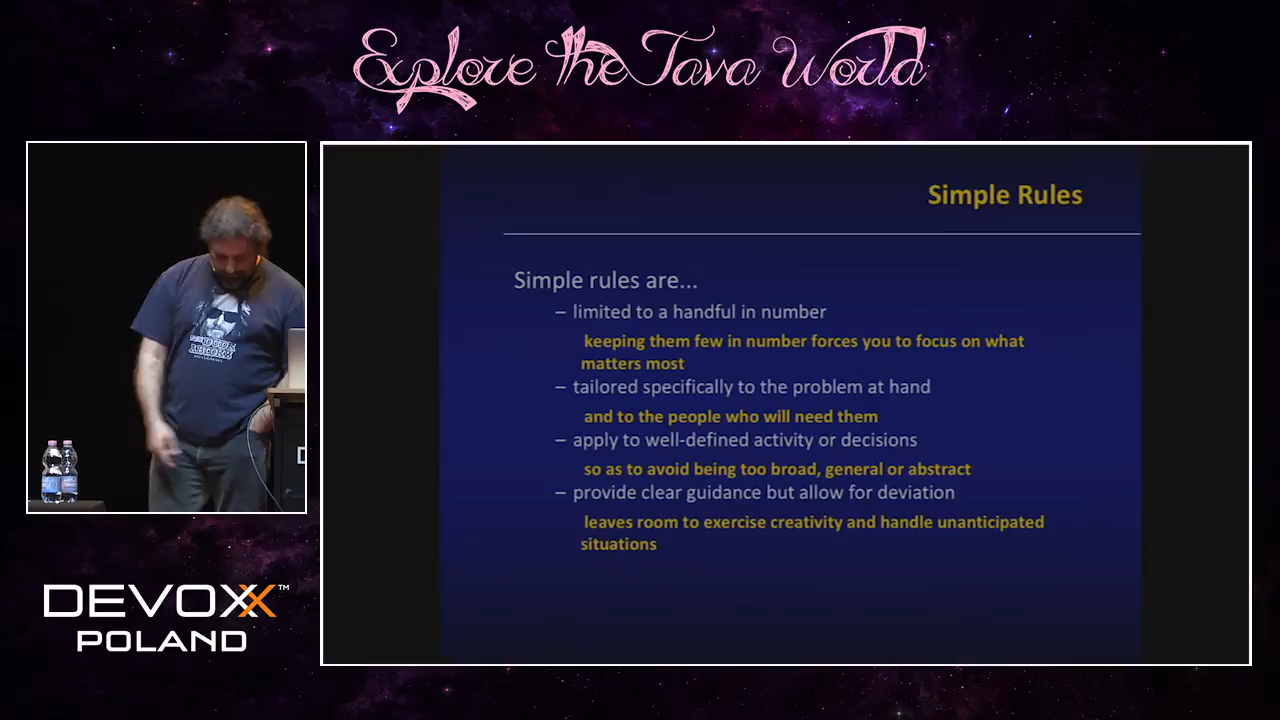 Explore the Java World
Simple Rules
Simple rules are...
– limited to a handful in number
keeping them few in number forces you to focus on what
matters most
– tailored specifically to the problem at hand
and to the people who will need them
– apply to well-defined activity or decisions
so as to avoid being too broad, general or abstract
– provide clear guidance but allow for deviation
leaves room to exercise creativity and handle unanticipated
situations
DEVOXX™
POLAND